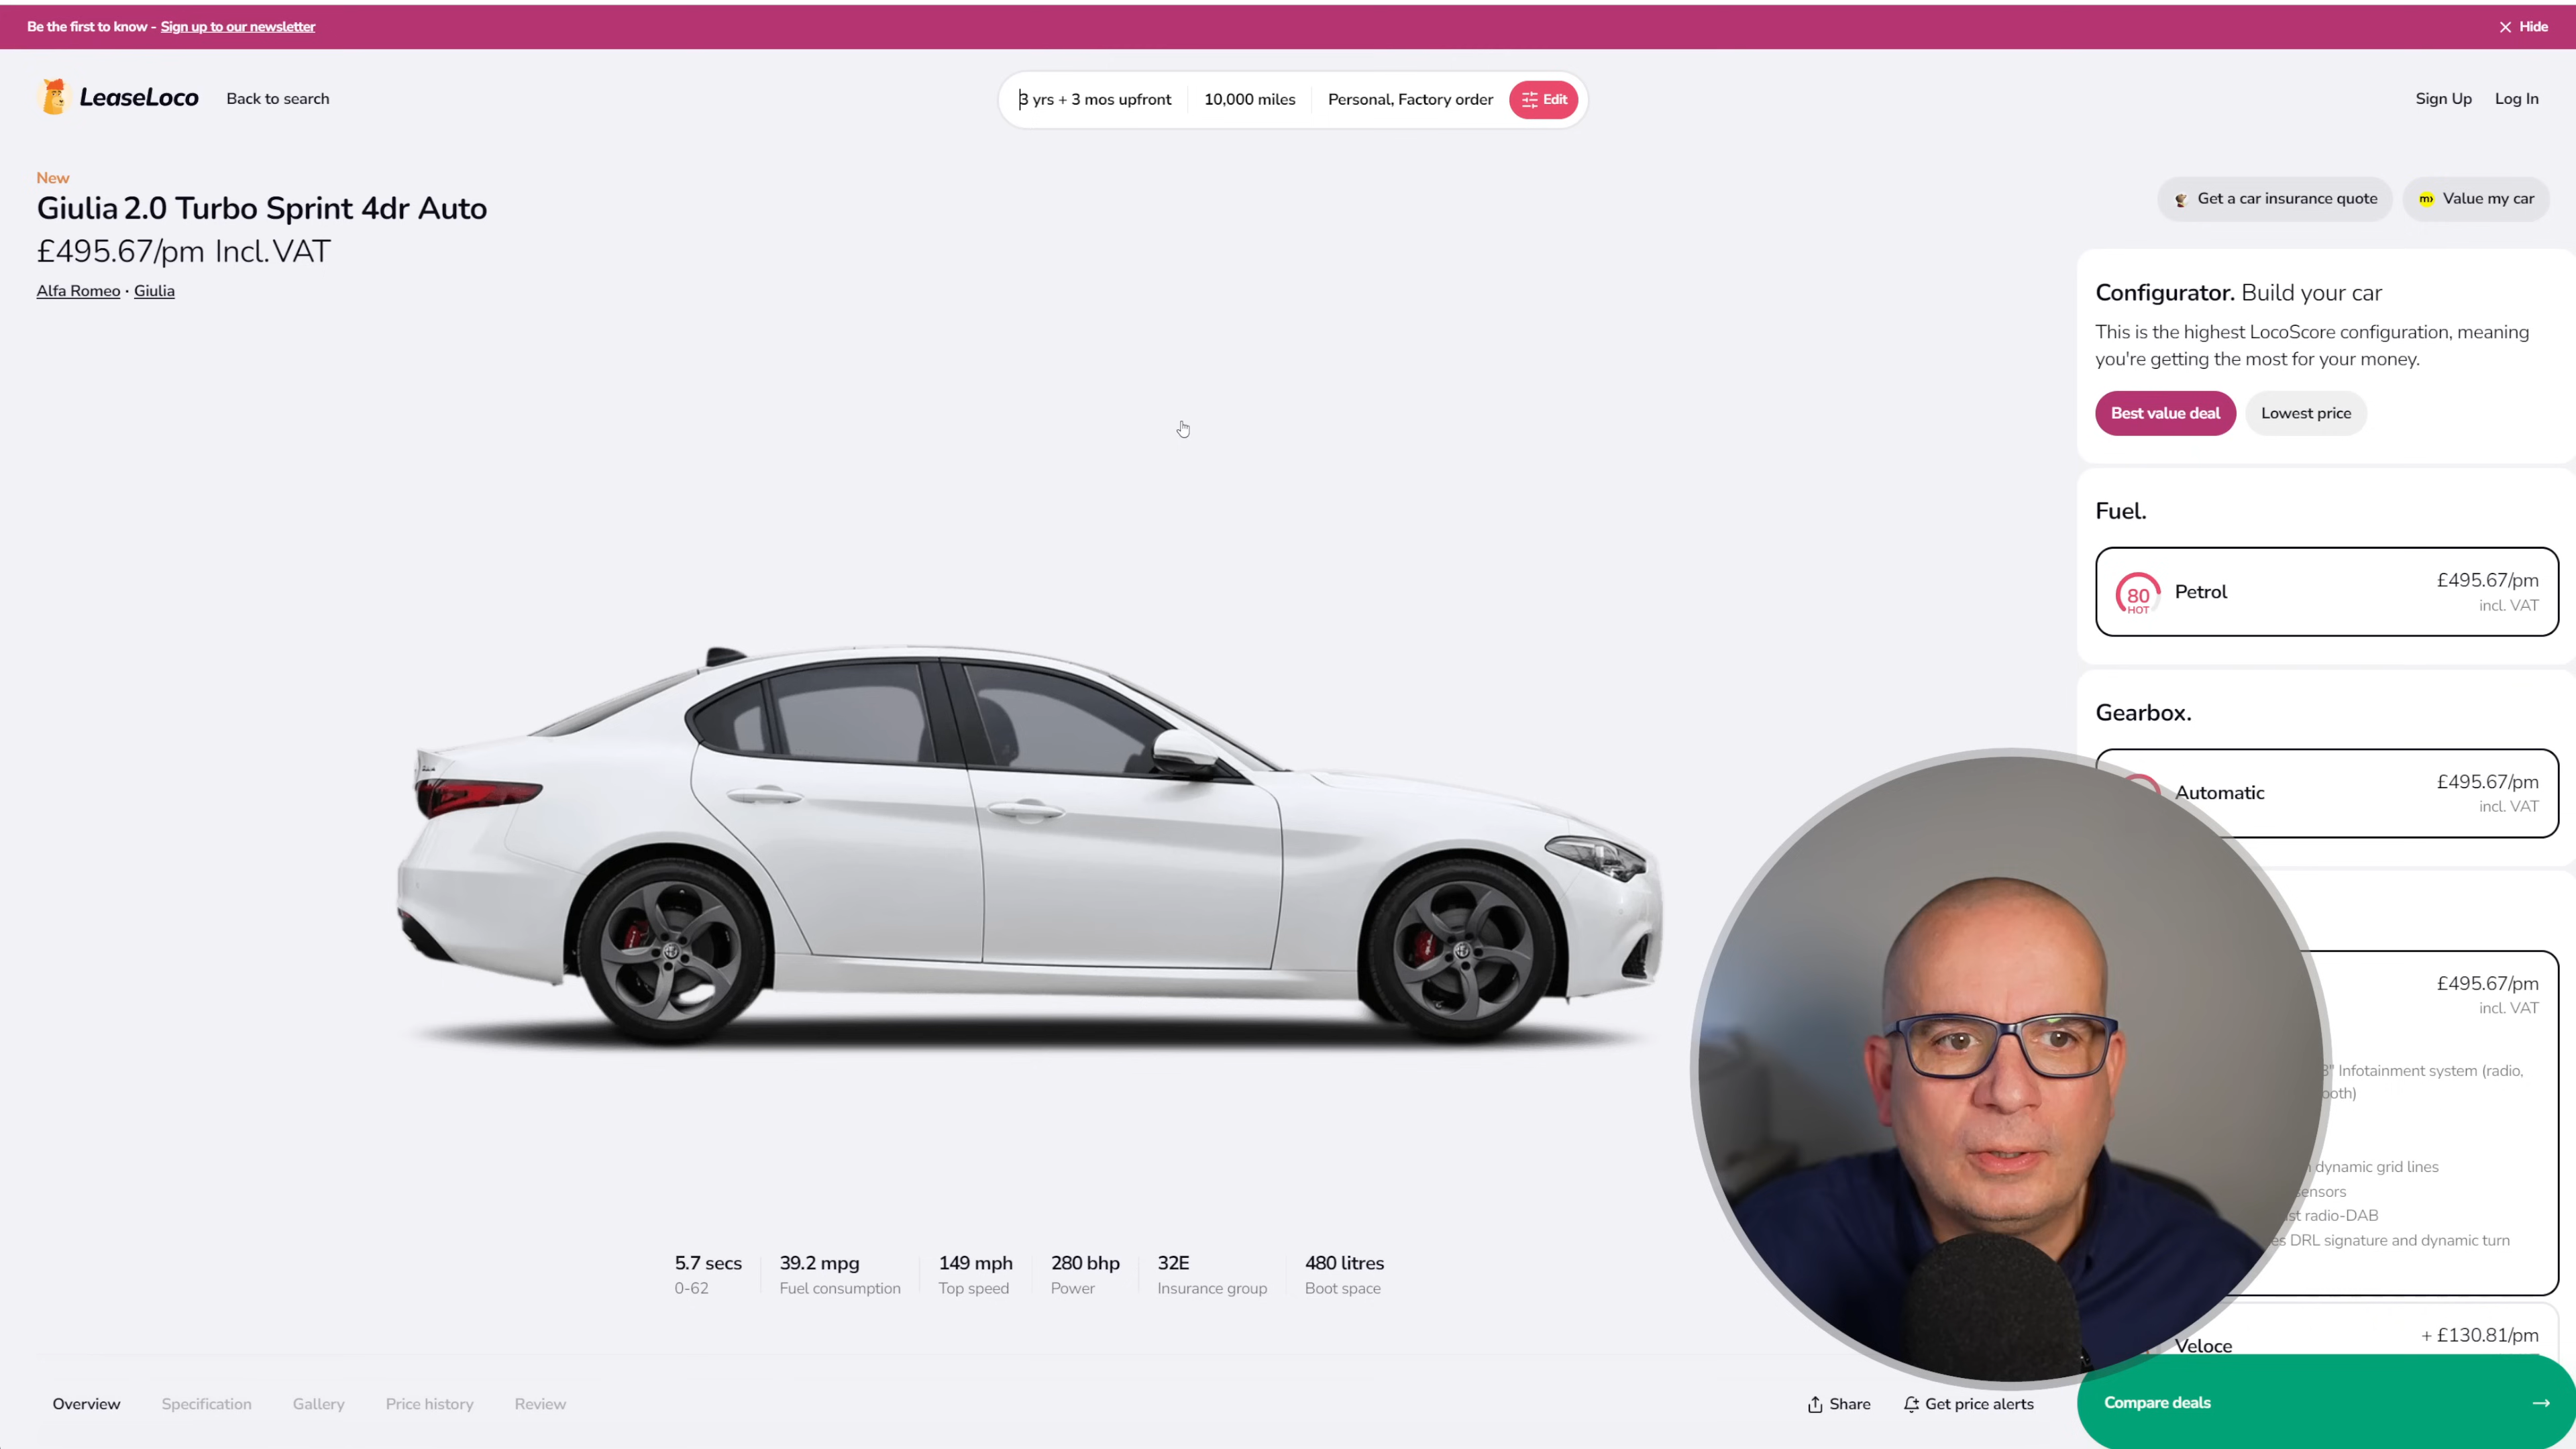 Be the first to know - Sign up to our newsletter
Hide
LeaseLoco
Back to search
3 yrs + 3 mos upfront
10,000 miles
Personal, Factory order
Edit
Sign Up
Log In
New
Giulia 2.0 Turbo Sprint 4dr Auto
£495.67/pm Incl.VAT
Alfa Romeo · Giulia
Get a car insurance quote
Value my car
Configurator. Build your car
This is the highest LocoScore configuration, meaning
you're getting the most for your money.
Best value deal
Lowest price
Fuel.
80
HOT
Petrol
£495.67/pm
incl. VAT
Gearbox.
Automatic
£495.67/pm
incl. VAT
£495.67/pm
incl. VAT
Infotainment system (radio,
dynamic grid lines
sensors
radio-DAB
DRL signature and dynamic turn
Veloce
+ £130.81/pm
5.7 secs
0-62
39.2 mpg
Fuel consumption
149 mph
Top speed
280 bhp
Power
32E
Insurance group
480 litres
Boot space
Overview
Specification
Gallery
Price history
Review
Share
Get price alerts
Compare deals